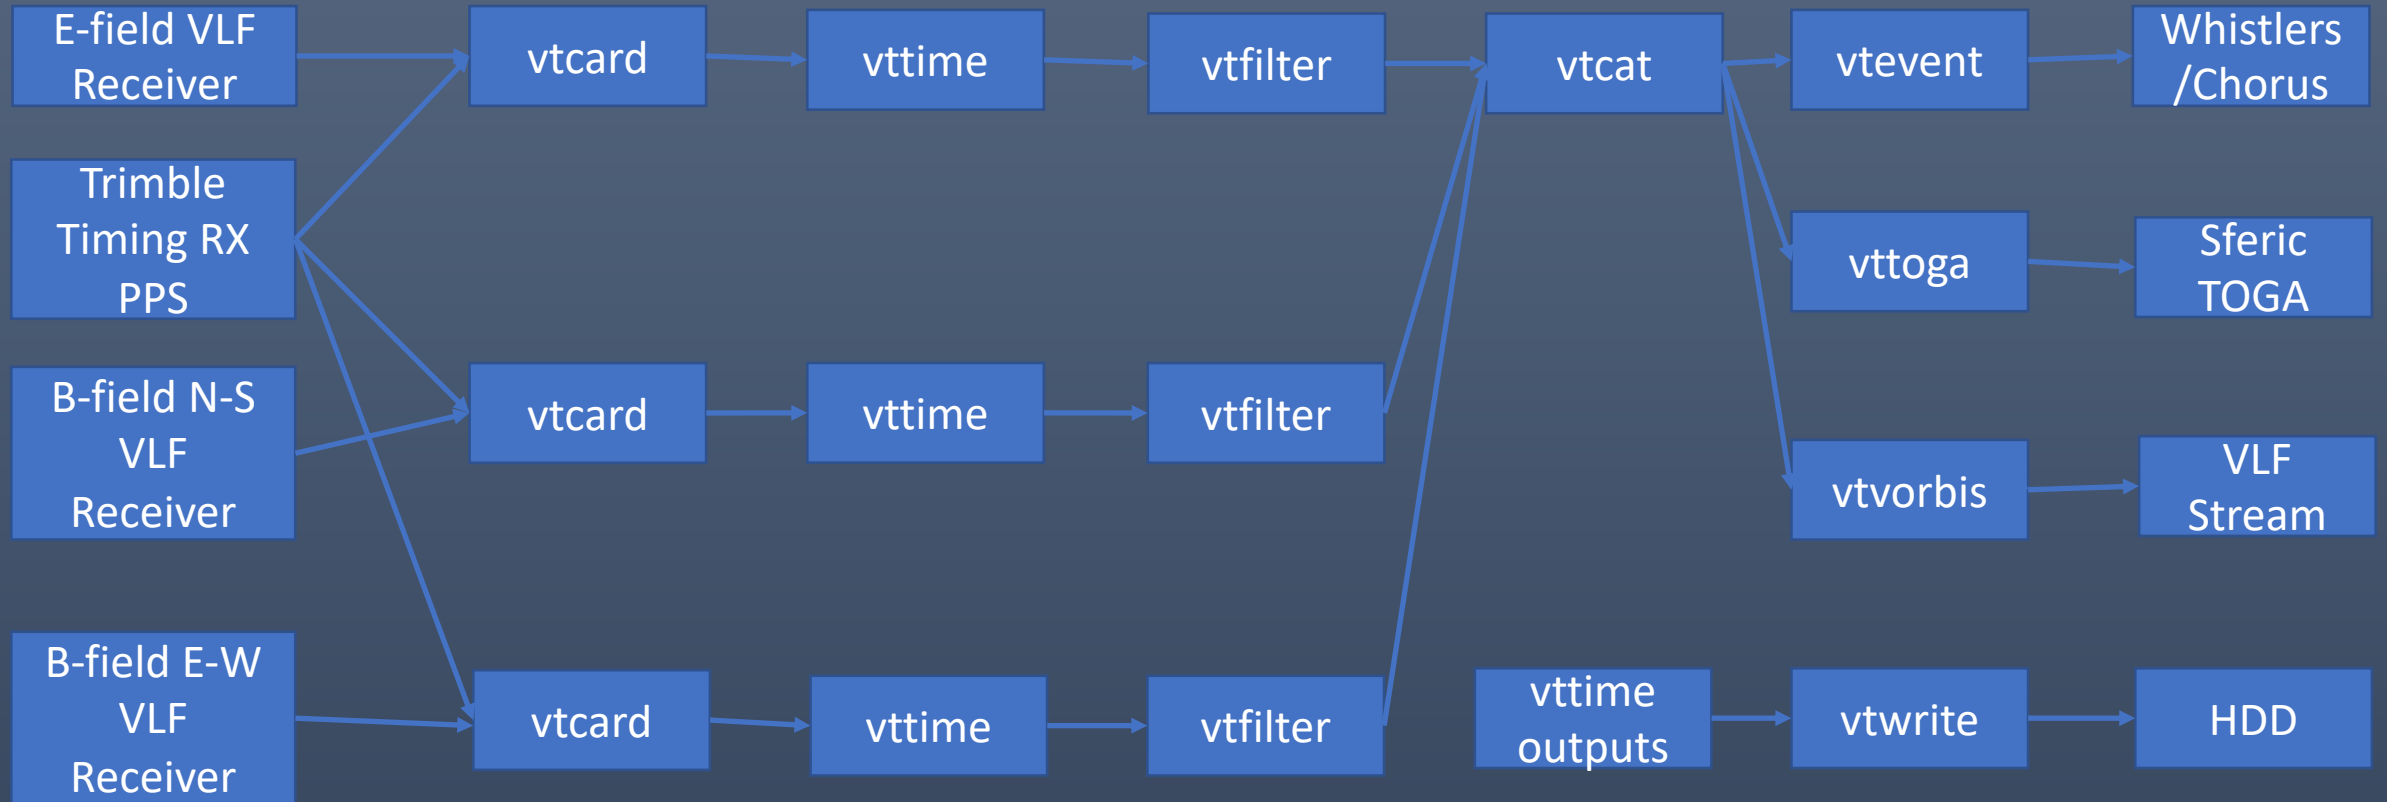 E-field VLF
Receiver
vtcard
vttime
vtfilter
vtcat
vtevent
Whistlers
/Chorus
Trimble
Timing RX
PPS
vttoga
Sferic
TOGA
B-field N-S
VLF
Receiver
vtcard
vttime
vtfilter
vtvorbis
VLF
Stream
B-field E-W
VLF
Receiver
vtcard
vttime
vtfilter
vttime
outputs
vtwrite
HDD